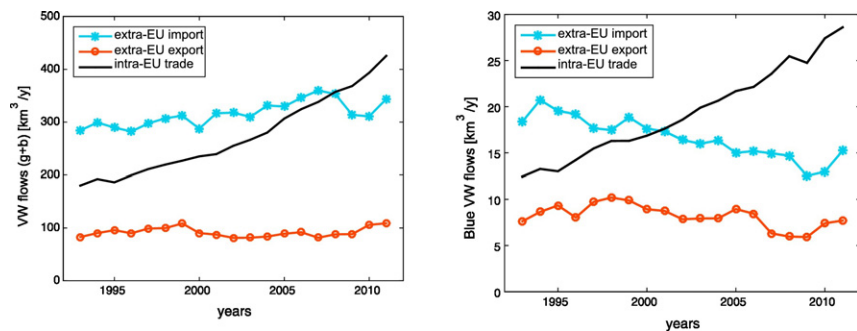 extra-EU import
extra-EU export
intra-EU trade
VW flows (g+b) [km³/y]
500
400
300
200
100
0
1995
2000
2005
2010
years
extra-EU import
extra-EU export
intra-EU trade
Blue VW flows [km³/y]
30
25
20
15
10
5
0
1995
2000
2005
2010
years